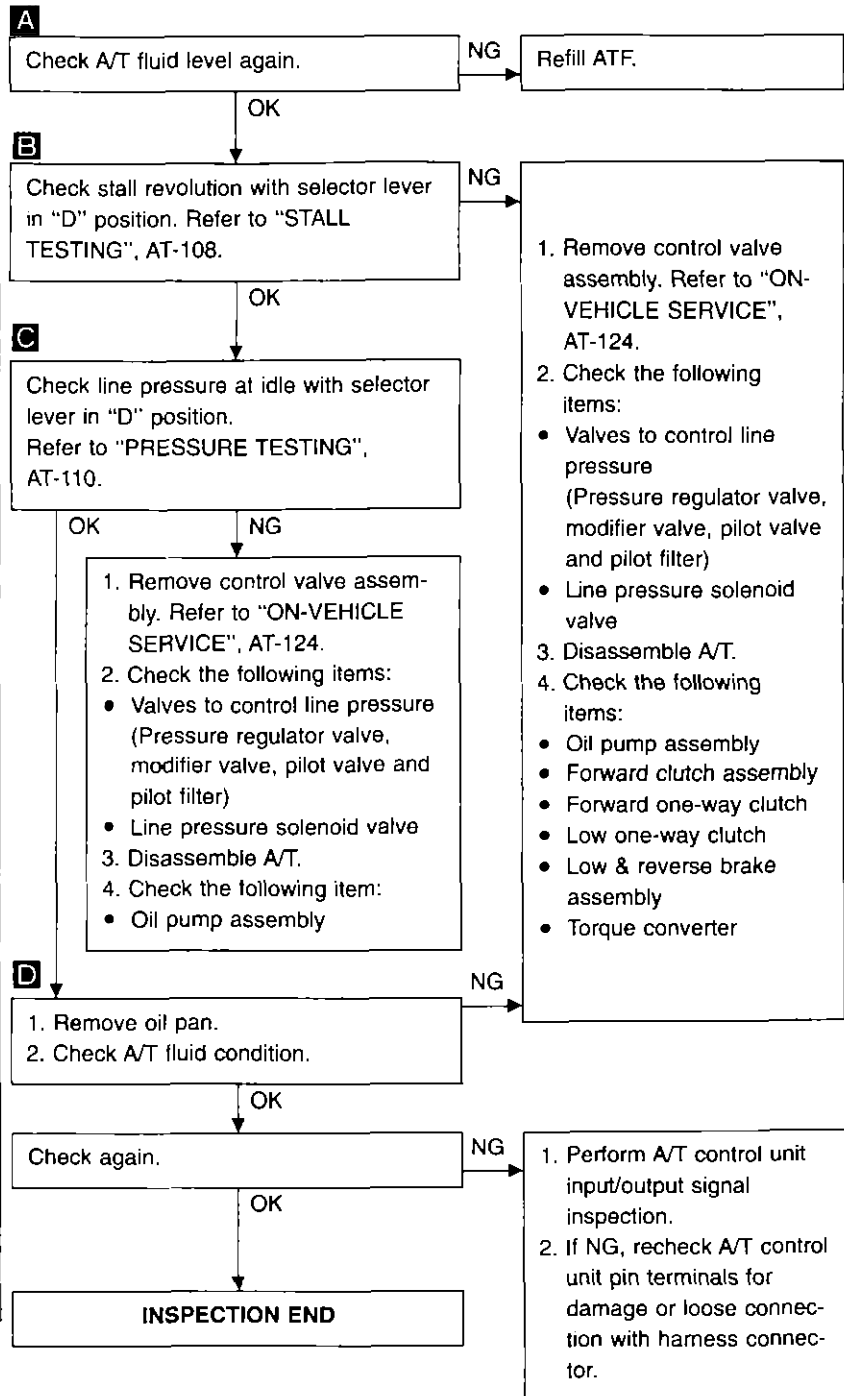 A
Check A/T fluid level again.
NG
Refill ATF.
OK
B
Check stall revolution with selector lever
in "D" position. Refer to "STALL
TESTING", AT-108.
NG
OK
1. Remove control valve
assembly. Refer to "ON-
VEHICLE SERVICE",
AT-124.
2. Check the following
items:
• Valves to control line
pressure
(Pressure regulator valve,
modifier valve, pilot valve
and pilot filter)
• Line pressure solenoid
valve
3. Disassemble A/T.
4. Check the following
items:
• Oil pump assembly
• Forward clutch assembly
• Forward one-way clutch
• Low one-way clutch
• Low & reverse brake
assembly
• Torque converter
C
Check line pressure at idle with selector
lever in "D" position.
Refer to "PRESSURE TESTING",
AT-110.
OK
NG
1. Remove control valve assem-
bly. Refer to "ON-VEHICLE
SERVICE", AT-124.
2. Check the following items:
• Valves to control line pressure
(Pressure regulator valve,
modifier valve, pilot valve and
pilot filter)
• Line pressure solenoid valve
3. Disassemble A/T.
4. Check the following item:
• Oil pump assembly
D
1. Remove oil pan.
2. Check A/T fluid condition.
NG
OK
Check again.
NG
1. Perform A/T control unit
input/output signal
inspection.
2. If NG, recheck A/T control
unit pin terminals for
damage or loose connec-
tion with harness connec-
tor.
OK
INSPECTION END